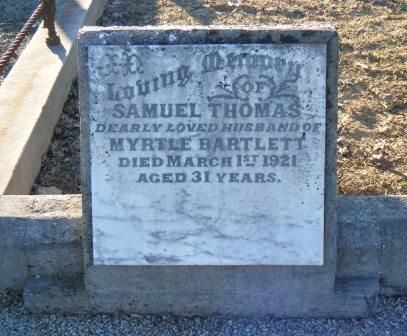 In
Loving Memory
OF
SAMUEL THOMAS
DEARLY LOVED HUSBAND OF
MYRTLE BARTLETT
DIED MARCH 1ST 1921
AGED 31 YEARS.